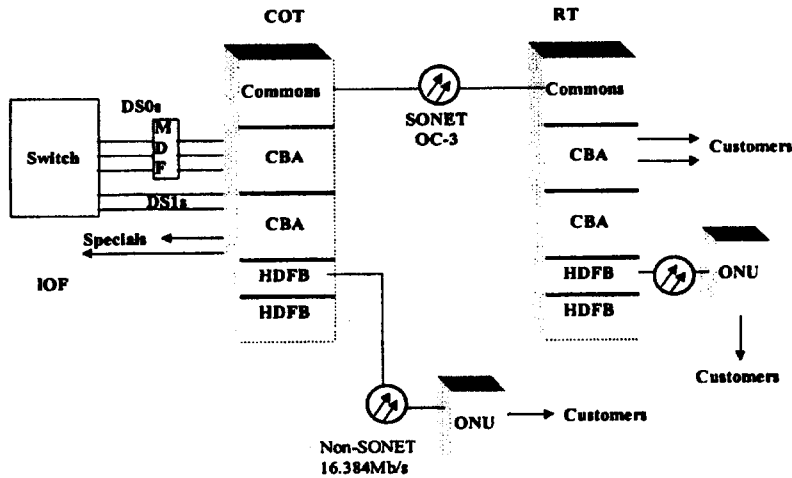 COT
RT
Commons
Commons
DS0s
SONET
OC-3
M
D
F
Switch
CBA
CBA
Customers
DS1s
CBA
CBA
Specials
IOF
HDFB
HDFB
ONU
HDFB
HDFB
Customers
ONU
Customers
Non-SONET
16.384Mb/s